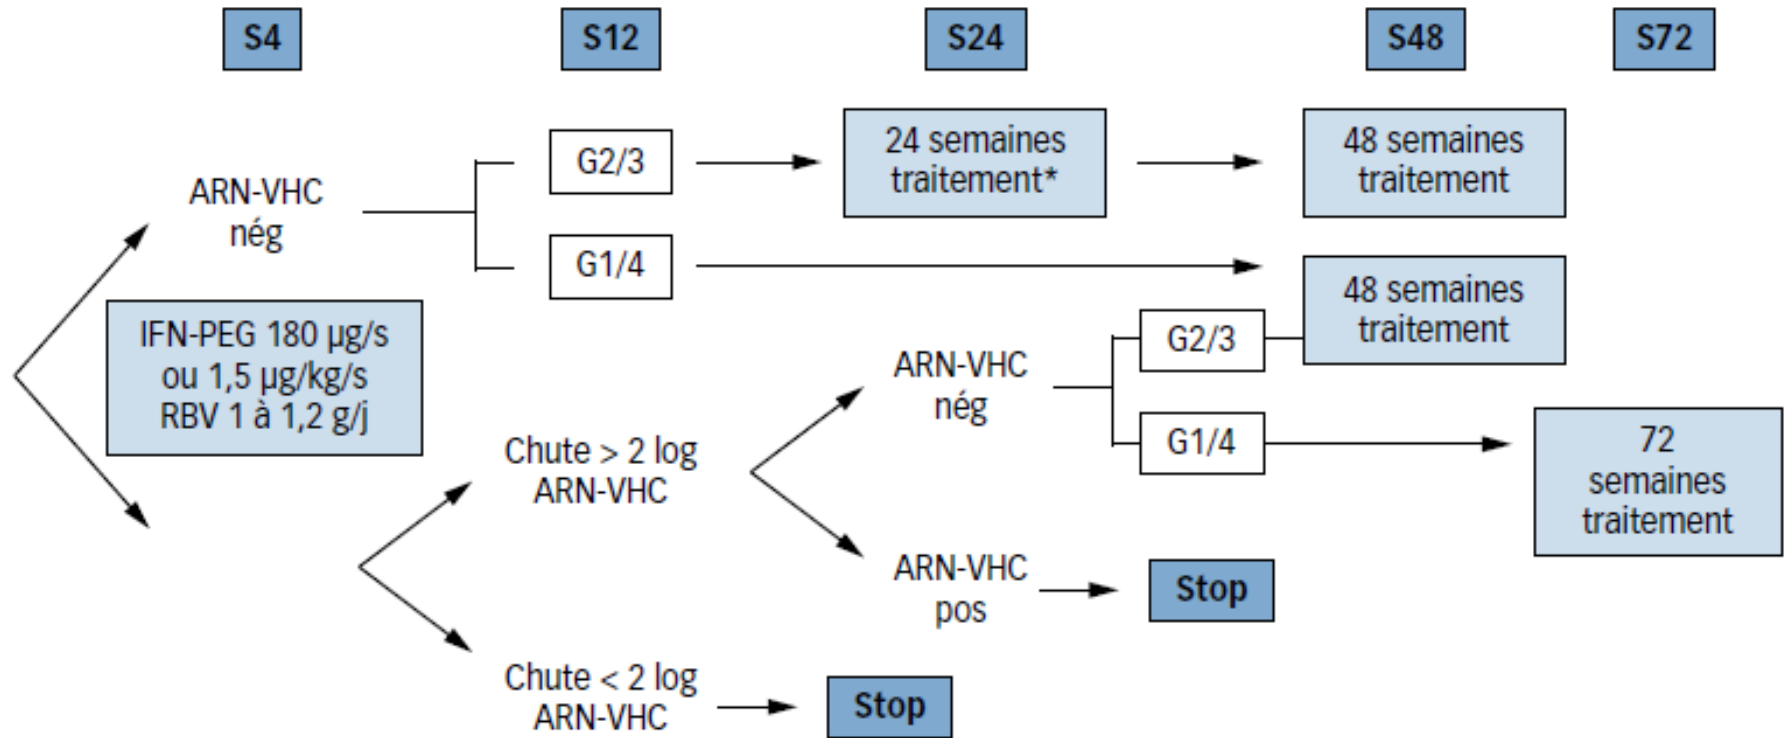 S4
S12
S24
S48
S72
ARN-VHC
nég
G2/3
24 semaines
traitement*
48 semaines
traitement
G1/4
48 semaines
traitement
IFN-PEG 180 µg/s
ou 1,5 µg/kg/s
RBV 1 à 1,2 g/j
Chute > 2 log
ARN-VHC
ARN-VHC
nég
G2/3
G1/4
72
semaines
traitement
ARN-VHC
pos
Stop
Chute < 2 log
ARN-VHC
Stop